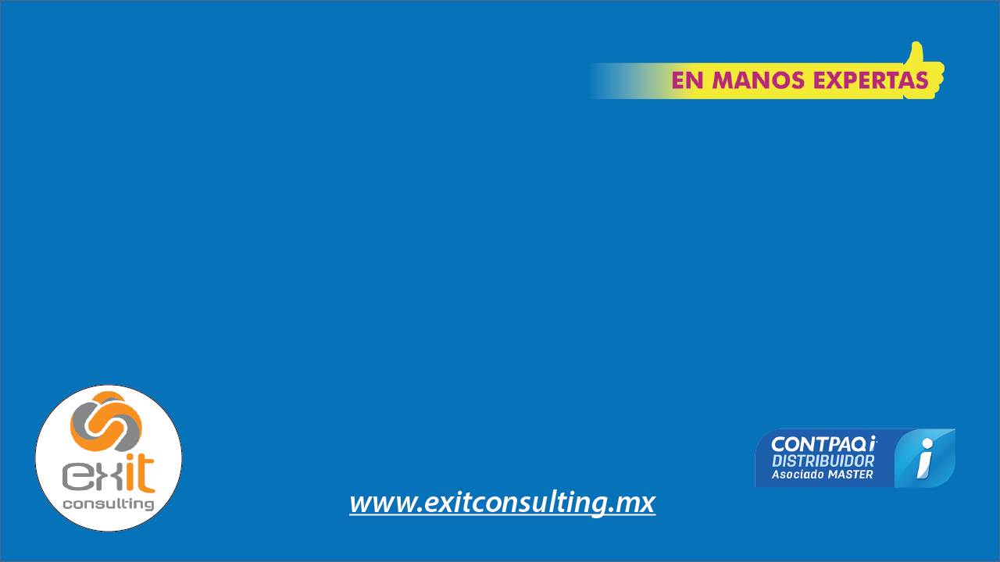 EN MANOS EXPERTAS
exit
consulting
CONTPAQi
DISTRIBUIDOR
Asociado MASTER
i
www.exitconsulting.mx